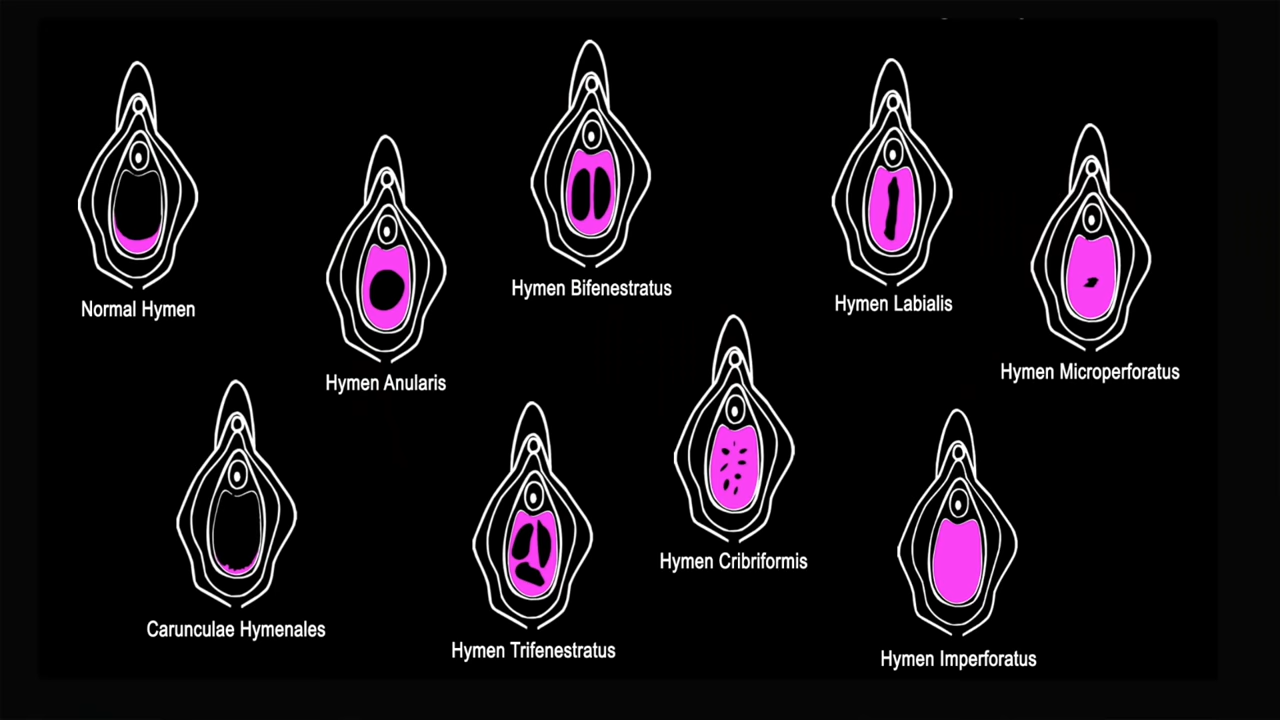 Normal Hymen
Hymen Anularis
Hymen Bifenestratus
Hymen Labialis
Hymen Microperforatus
Carunculae Hymenales
Hymen Trifenestratus
Hymen Cribriformis
Hymen Imperforatus